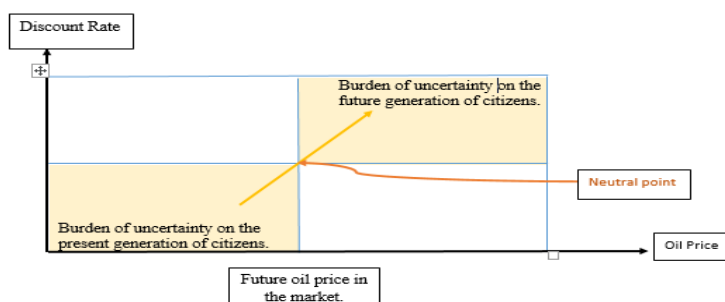 Discount Rate
Burden of uncertainty on the
future generation of citizens.
Neutral point
Burden of uncertainty on the
present generation of citizens.
Oil Price
Future oil price in
the market.